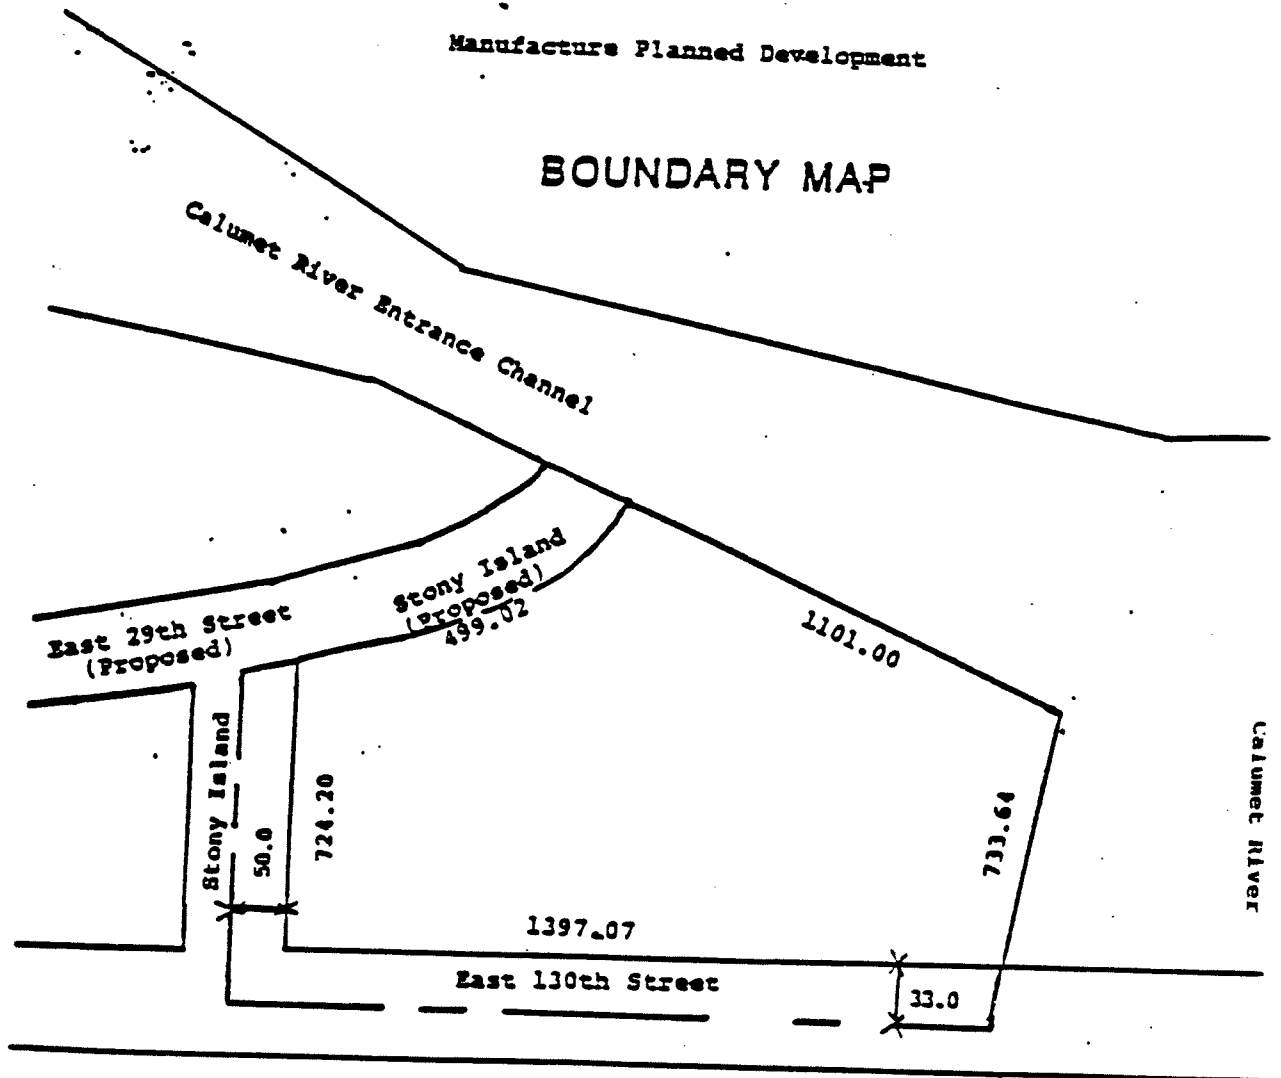 Manufacture Planned Development
BOUNDARY MAP
Calumet River Entrance Channel
Stony Island
(Proposed)
499.02
East 29th Street
(Proposed)
1101.00
Stony Island
50.0
724.20
733.64
Calumet River
1397.07
East 130th Street
33.0